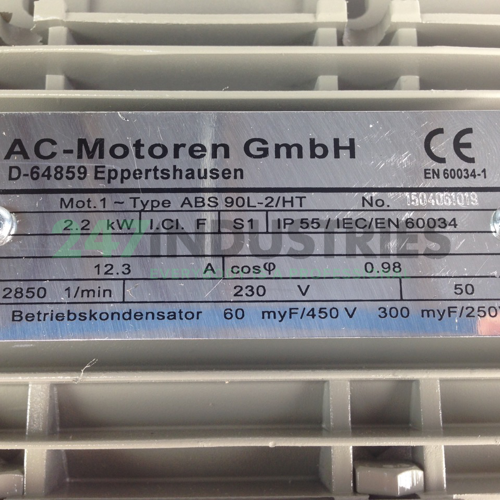 AC-Motoren GmbH CE
D-64859 Eppertshausen EN 60034-1
Mot.1~Type ABS 90L-2/HT No. 1504061019
2.2 kW I.Cl. F S1 IP 55/IEC/EN 60034
247INDUSTRIES
12.3 A cosφ 0.98
2850 1/min 230 V 50
Betriebskondensator 60 myF/450 V 300 myF/250V